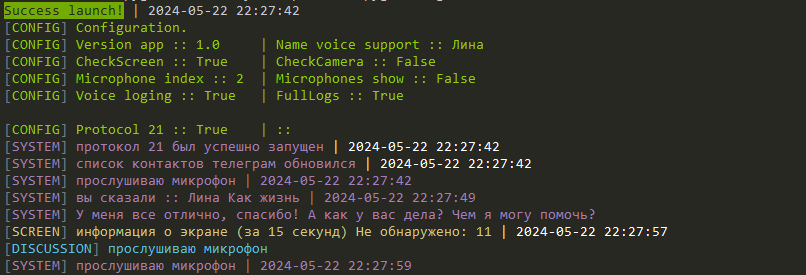 Success launch! | 2024-05-22 22:27:42
[CONFIG] Configuration.
[CONFIG] Version app :: 1.0 | Name voice support :: Лина
[CONFIG] CheckScreen :: True | CheckCamera :: False
[CONFIG] Microphone index :: 2 | Microphones show :: False
[CONFIG] Voice loging :: True | FullLogs :: True
[CONFIG] Protocol 21 :: True | ::
[SYSTEM] протокол 21 был успешно запущен | 2024-05-22 22:27:42
[SYSTEM] список контактов телеграм обновился | 2024-05-22 22:27:42
[SYSTEM] прослушиваю микрофон | 2024-05-22 22:27:42
[SYSTEM] вы сказали :: Лина Как жизнь | 2024-05-22 22:27:49
[SYSTEM] У меня все отлично, спасибо! А как у вас дела? Чем я могу помочь?
[SCREEN] информация о экране (за 15 секунд) Не обнаружено: 11 | 2024-05-22 22:27:57
[DISCUSSION] прослушиваю микрофон
[SYSTEM] прослушиваю микрофон | 2024-05-22 22:27:59